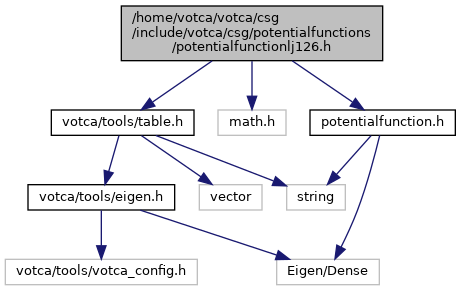 /home/votca/votca/csg
/include/votca/csg/potentialfunctions
/potentialfunctionlj126.h
votca/tools/table.h
math.h
potentialfunction.h
votca/tools/eigen.h
vector
string
votca/tools/votca_config.h
Eigen/Dense